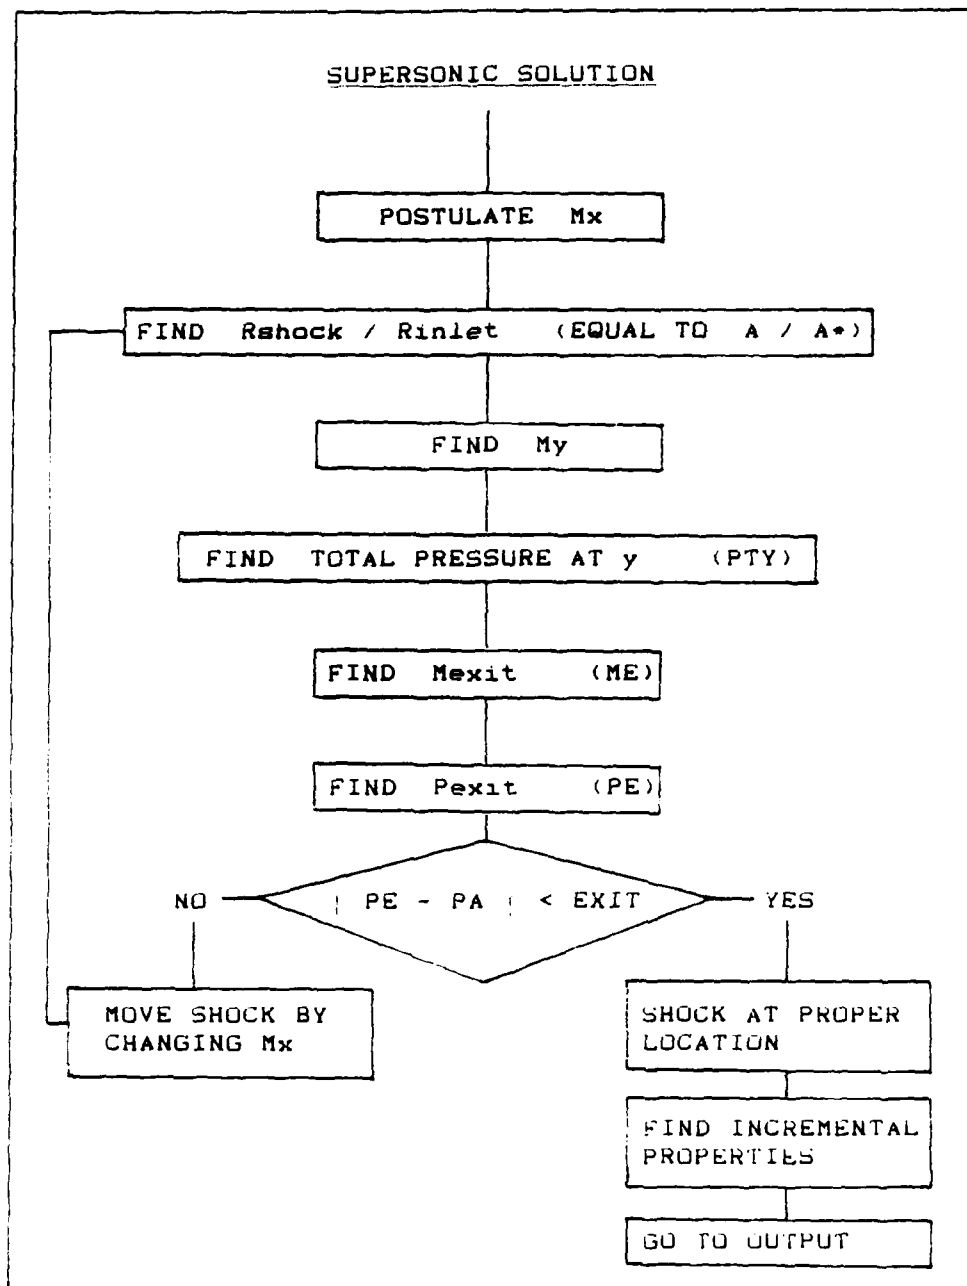 SUPERSONIC SOLUTION
POSTULATE Mx
FIND Rshock / Rinlet (EQUAL TO A / A*)
FIND My
FIND TOTAL PRESSURE AT y (PTY)
FIND Mexit (ME)
FIND Pexit (PE)
NO
| PE - PA | < EXIT
YES
MOVE SHOCK BY
CHANGING Mx
SHOCK AT PROPER
LOCATION
FIND INCREMENTAL
PROPERTIES
GO TO OUTPUT